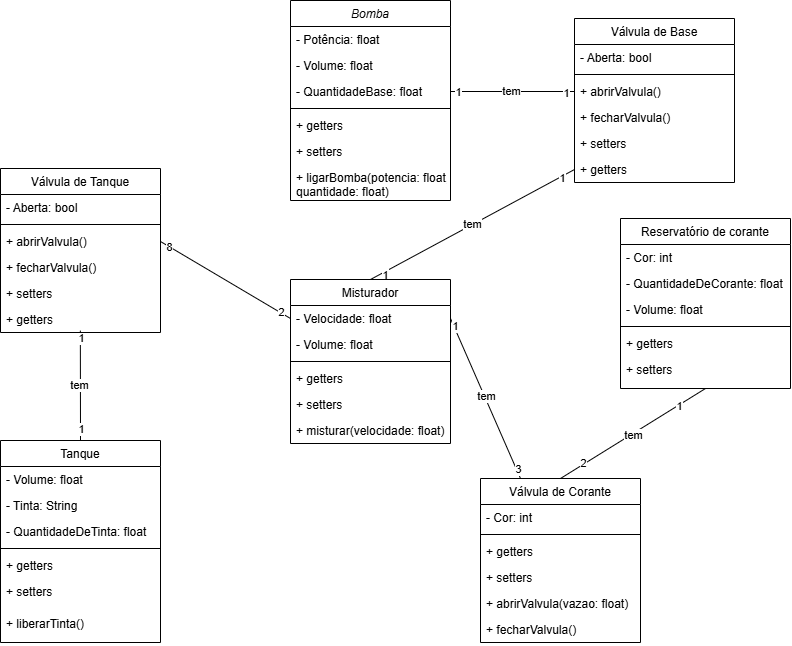 Bomba
- Potência: float
- Volume: float
- QuantidadeBase: float
+ getters
+ setters
+ ligarBomba(potencia: float
quantidade: float)
1
tem
1
Válvula de Base
- Aberta: bool
+ abrirValvula()
+ fecharValvula()
+ setters
+ getters
1
tem
1
Válvula de Tanque
- Aberta: bool
+ abrirValvula()
+ fecharValvula()
+ setters
+ getters
8
2
1
tem
1
Misturador
- Velocidade: float
- Volume: float
+ getters
+ setters
+ misturar(velocidade: float)
1
tem
3
Reservatório de corante
- Cor: int
- QuantidadeDeCorante: float
- Volume: float
+ getters
+ setters
1
tem
2
Tanque
- Volume: float
- Tinta: String
- QuantidadeDeTinta: float
+ getters
+ setters
+ liberarTinta()
Válvula de Corante
- Cor: int
+ getters
+ setters
+ abrirValvula(vazao: float)
+ fecharValvula()